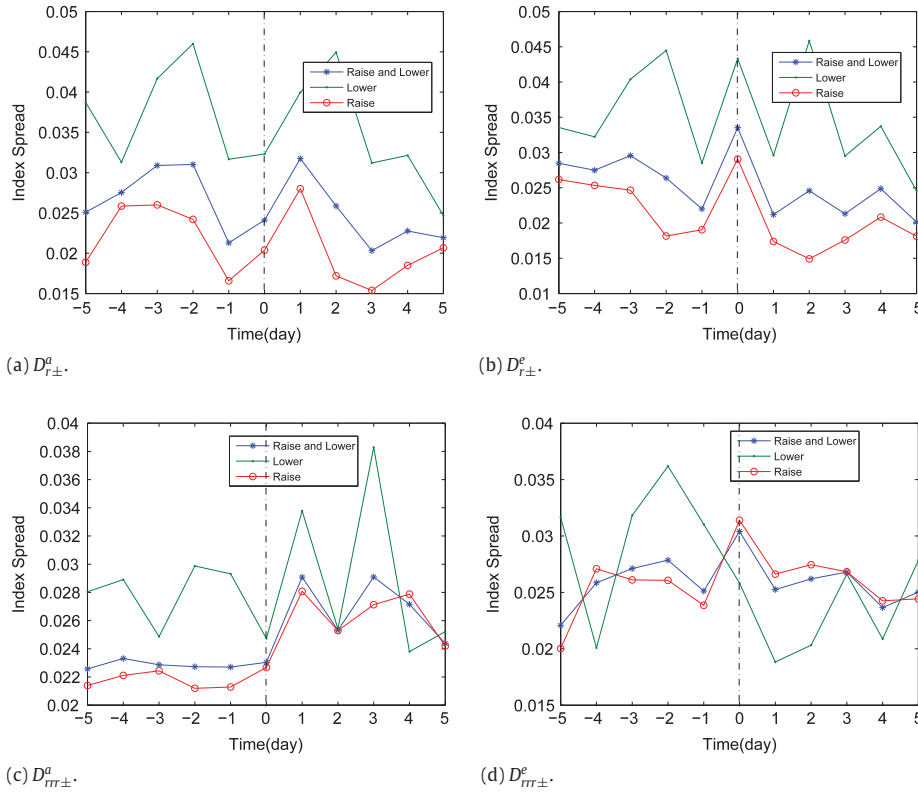 0.05
0.045
0.04
0.035
0.03
0.025
0.02
0.015
Index Spread
Raise and Lower
Lower
Raise
−5 −4 −3 −2 −1 0 1 2 3 4 5
Time(day)
(a) D^a_{r±}.
0.05
0.045
0.04
0.035
0.03
0.025
0.02
0.015
0.01
Index Spread
Raise and Lower
Lower
Raise
−5 −4 −3 −2 −1 0 1 2 3 4 5
Time(day)
(b) D^e_{r±}.
0.04
0.038
0.036
0.034
0.032
0.03
0.028
0.026
0.024
0.022
0.02
Index Spread
Raise and Lower
Lower
Raise
−5 −4 −3 −2 −1 0 1 2 3 4 5
Time(day)
(c) D^a_{rrr±}.
0.04
0.035
0.03
0.025
0.02
0.015
Index Spread
Raise and Lower
Lower
Raise
−5 −4 −3 −2 −1 0 1 2 3 4 5
Time(day)
(d) D^e_{rrr±}.